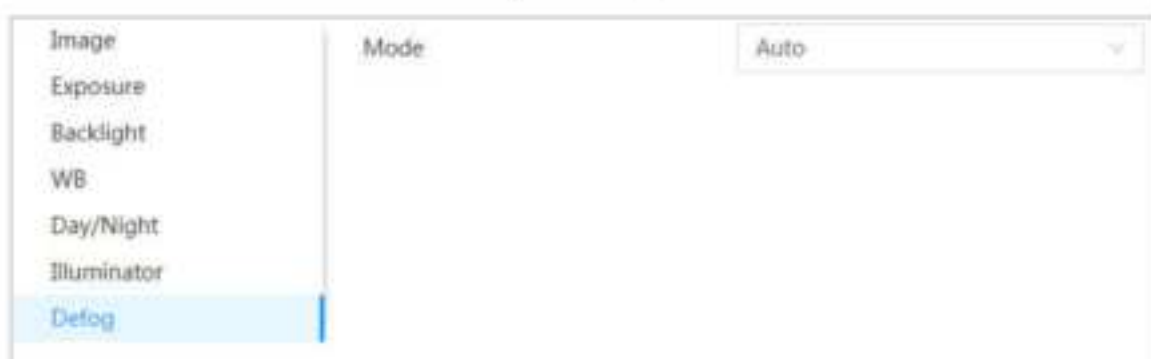 Image
Mode
Auto
Exposure
Backlight
WB
Day/Night
Illuminator
Defog